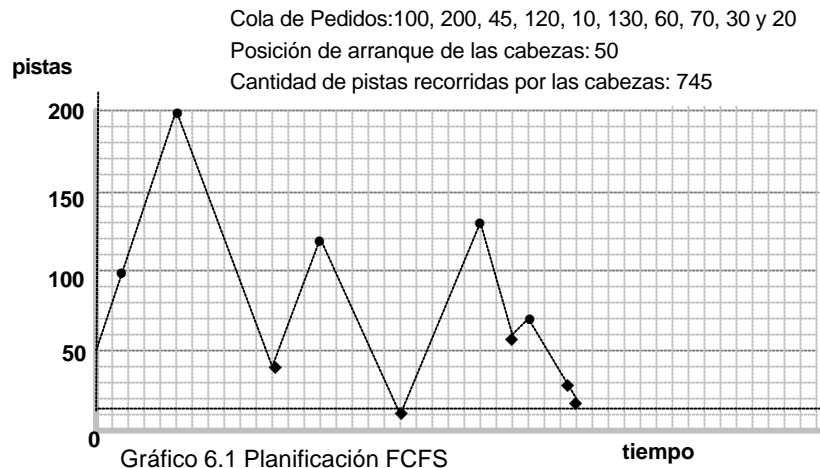 Cola de Pedidos:100, 200, 45, 120, 10, 130, 60, 70, 30 y 20
Posición de arranque de las cabezas: 50
Cantidad de pistas recorridas por las cabezas: 745
pistas
200
150
100
50
0
tiempo
Gráfico 6.1 Planificación FCFS